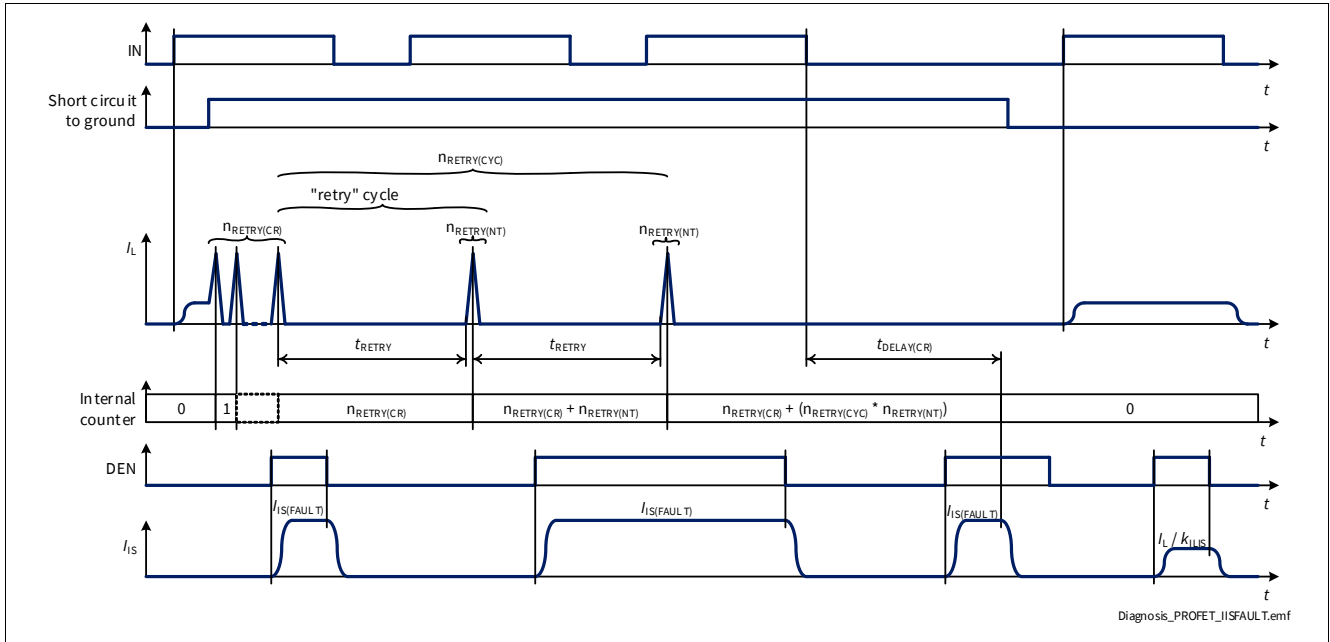 IN
t
Short circuit
to ground
t
nRETRY(CYC)
"retry" cycle
nRETRY(CR)
nRETRY(NT)
nRETRY(NT)
IL
t
tRETRY
tRETRY
tDELAY(CR)
Internal
counter
0
1
nRETRY(CR)
nRETRY(CR) + nRETRY(NT)
nRETRY(CR) + (nRETRY(CYC) * nRETRY(NT))
0
t
DEN
t
IIS(FAULT)
IIS(FAULT)
IIS(FAULT)
IL / kILIS
IIS
t
Diagnosis_PROFET_IISFAULT.emf